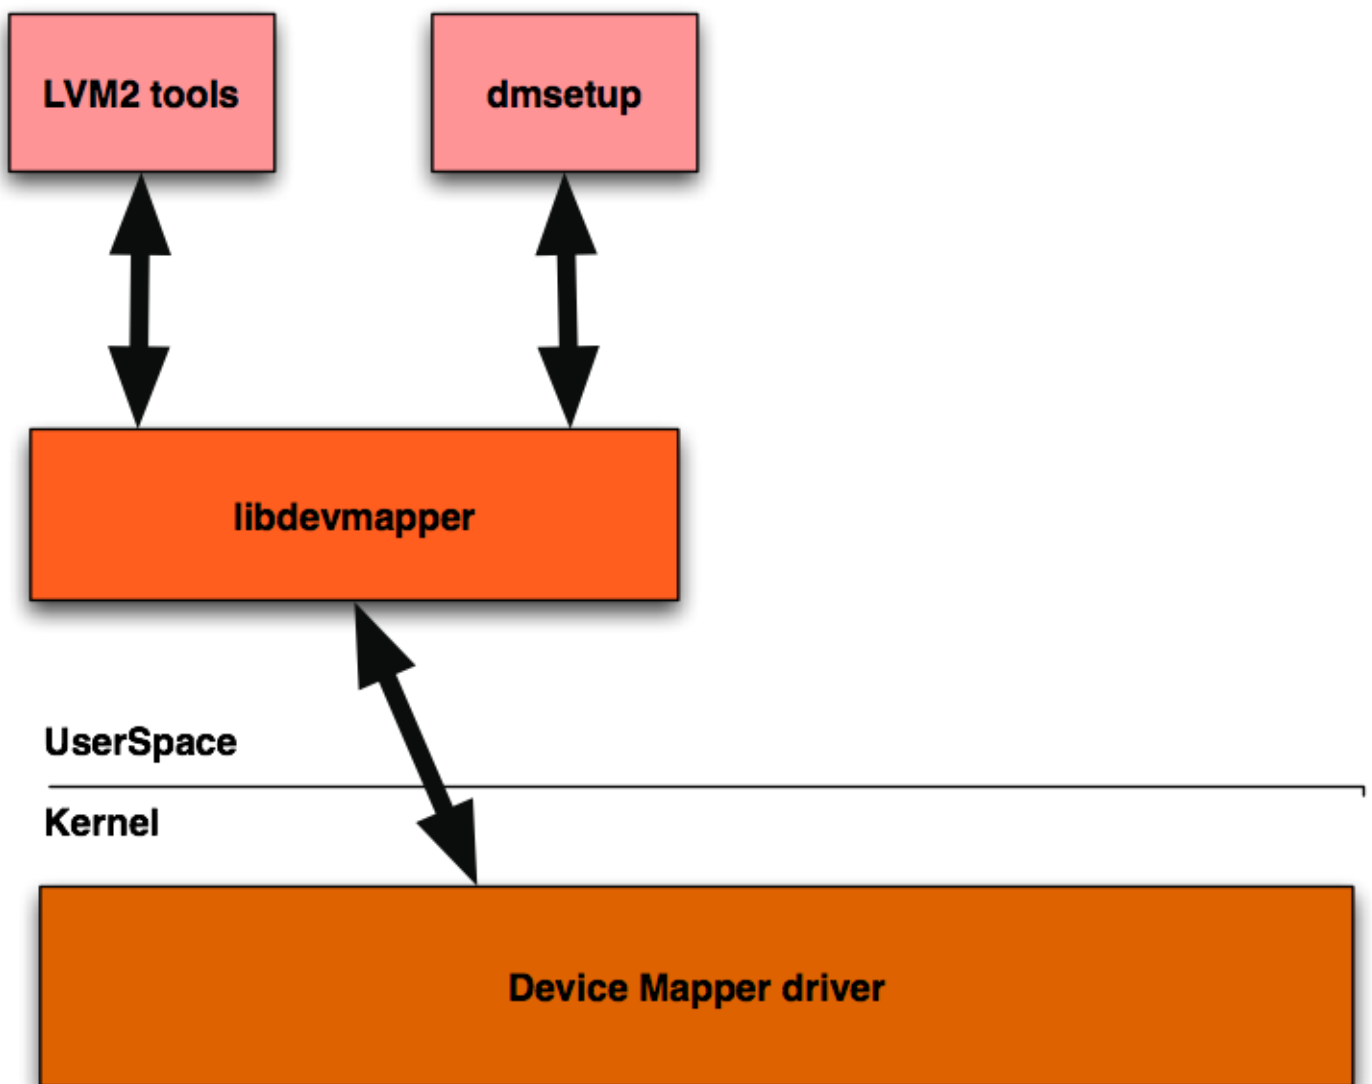 LVM2 tools
dmsetup
libdevmapper
UserSpace
Kernel
Device Mapper driver